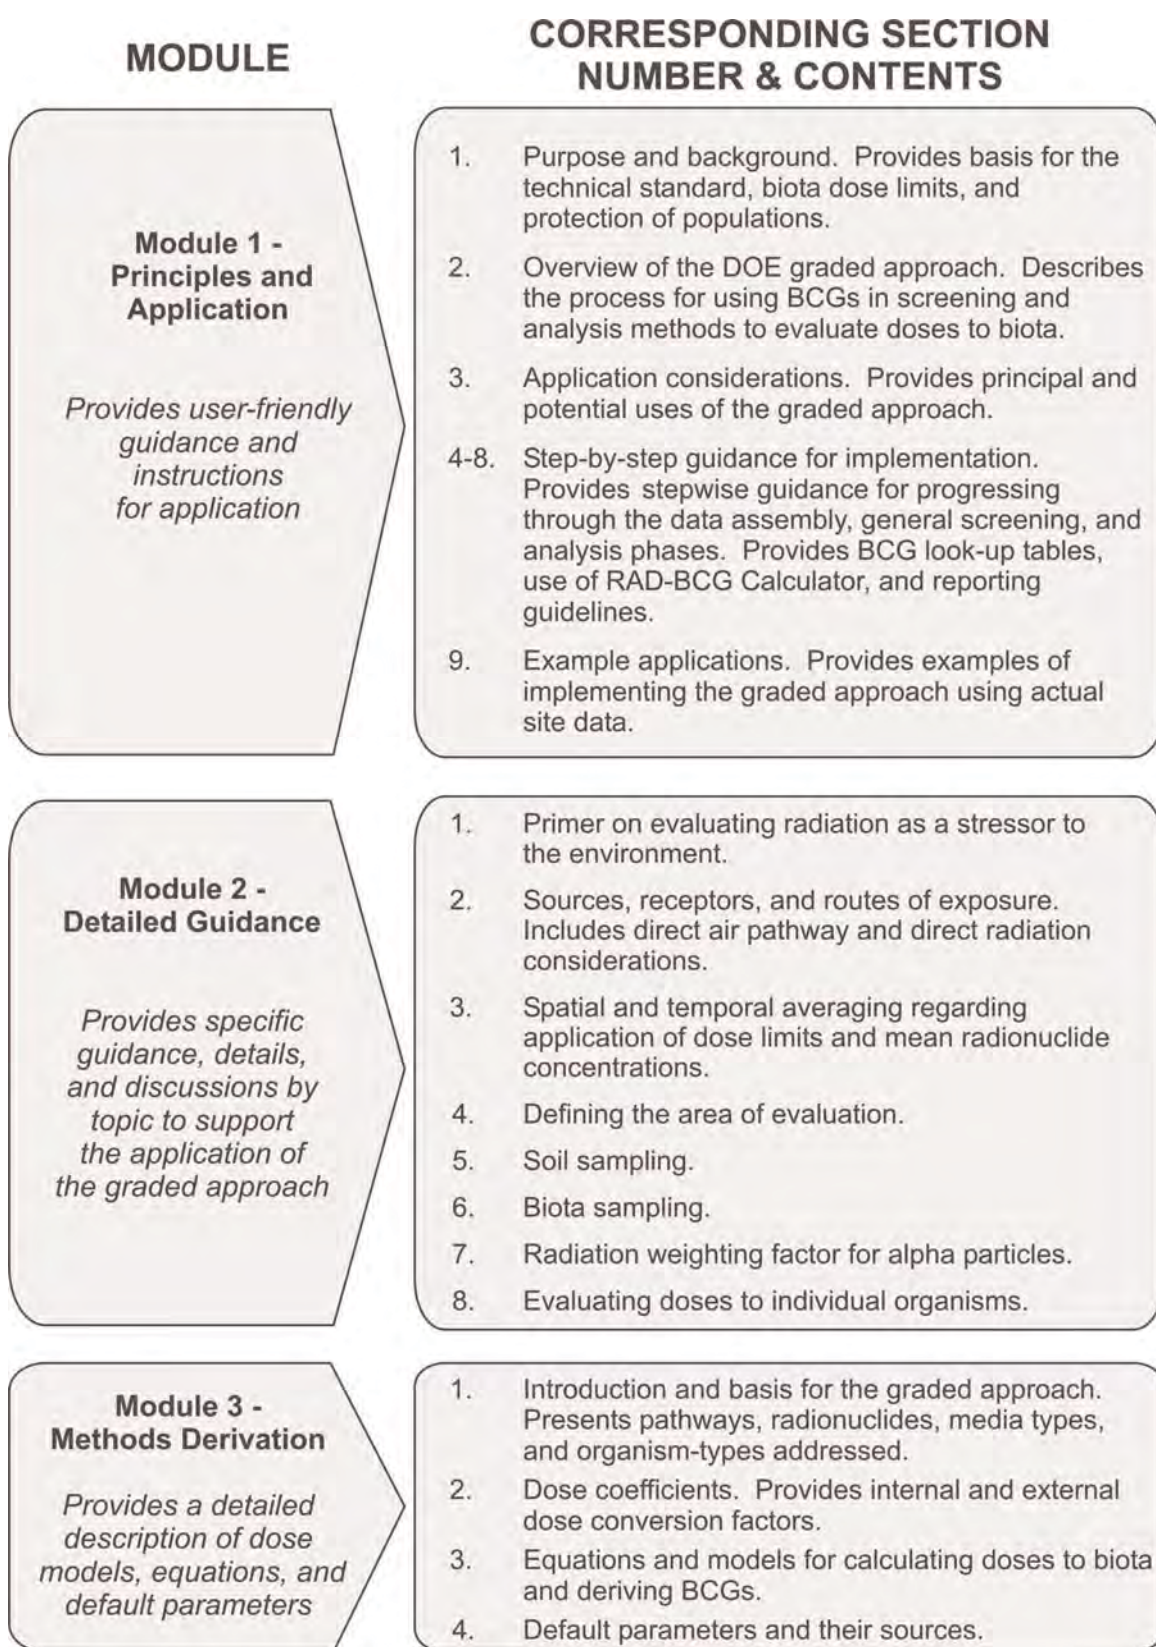 MODULE
CORRESPONDING SECTION
NUMBER & CONTENTS
Module 1 -
Principles and
Application
Provides user-friendly
guidance and
instructions
for application
1. Purpose and background. Provides basis for the
technical standard, biota dose limits, and
protection of populations.
2. Overview of the DOE graded approach. Describes
the process for using BCGs in screening and
analysis methods to evaluate doses to biota.
3. Application considerations. Provides principal and
potential uses of the graded approach.
4-8. Step-by-step guidance for implementation.
Provides stepwise guidance for progressing
through the data assembly, general screening, and
analysis phases. Provides BCG look-up tables,
use of RAD-BCG Calculator, and reporting
guidelines.
9. Example applications. Provides examples of
implementing the graded approach using actual
site data.
Module 2 -
Detailed Guidance
Provides specific
guidance, details,
and discussions by
topic to support
the application of
the graded approach
1. Primer on evaluating radiation as a stressor to
the environment.
2. Sources, receptors, and routes of exposure.
Includes direct air pathway and direct radiation
considerations.
3. Spatial and temporal averaging regarding
application of dose limits and mean radionuclide
concentrations.
4. Defining the area of evaluation.
5. Soil sampling.
6. Biota sampling.
7. Radiation weighting factor for alpha particles.
8. Evaluating doses to individual organisms.
Module 3 -
Methods Derivation
Provides a detailed
description of dose
models, equations, and
default parameters
1. Introduction and basis for the graded approach.
Presents pathways, radionuclides, media types,
and organism-types addressed.
2. Dose coefficients. Provides internal and external
dose conversion factors.
3. Equations and models for calculating doses to biota
and deriving BCGs.
4. Default parameters and their sources.